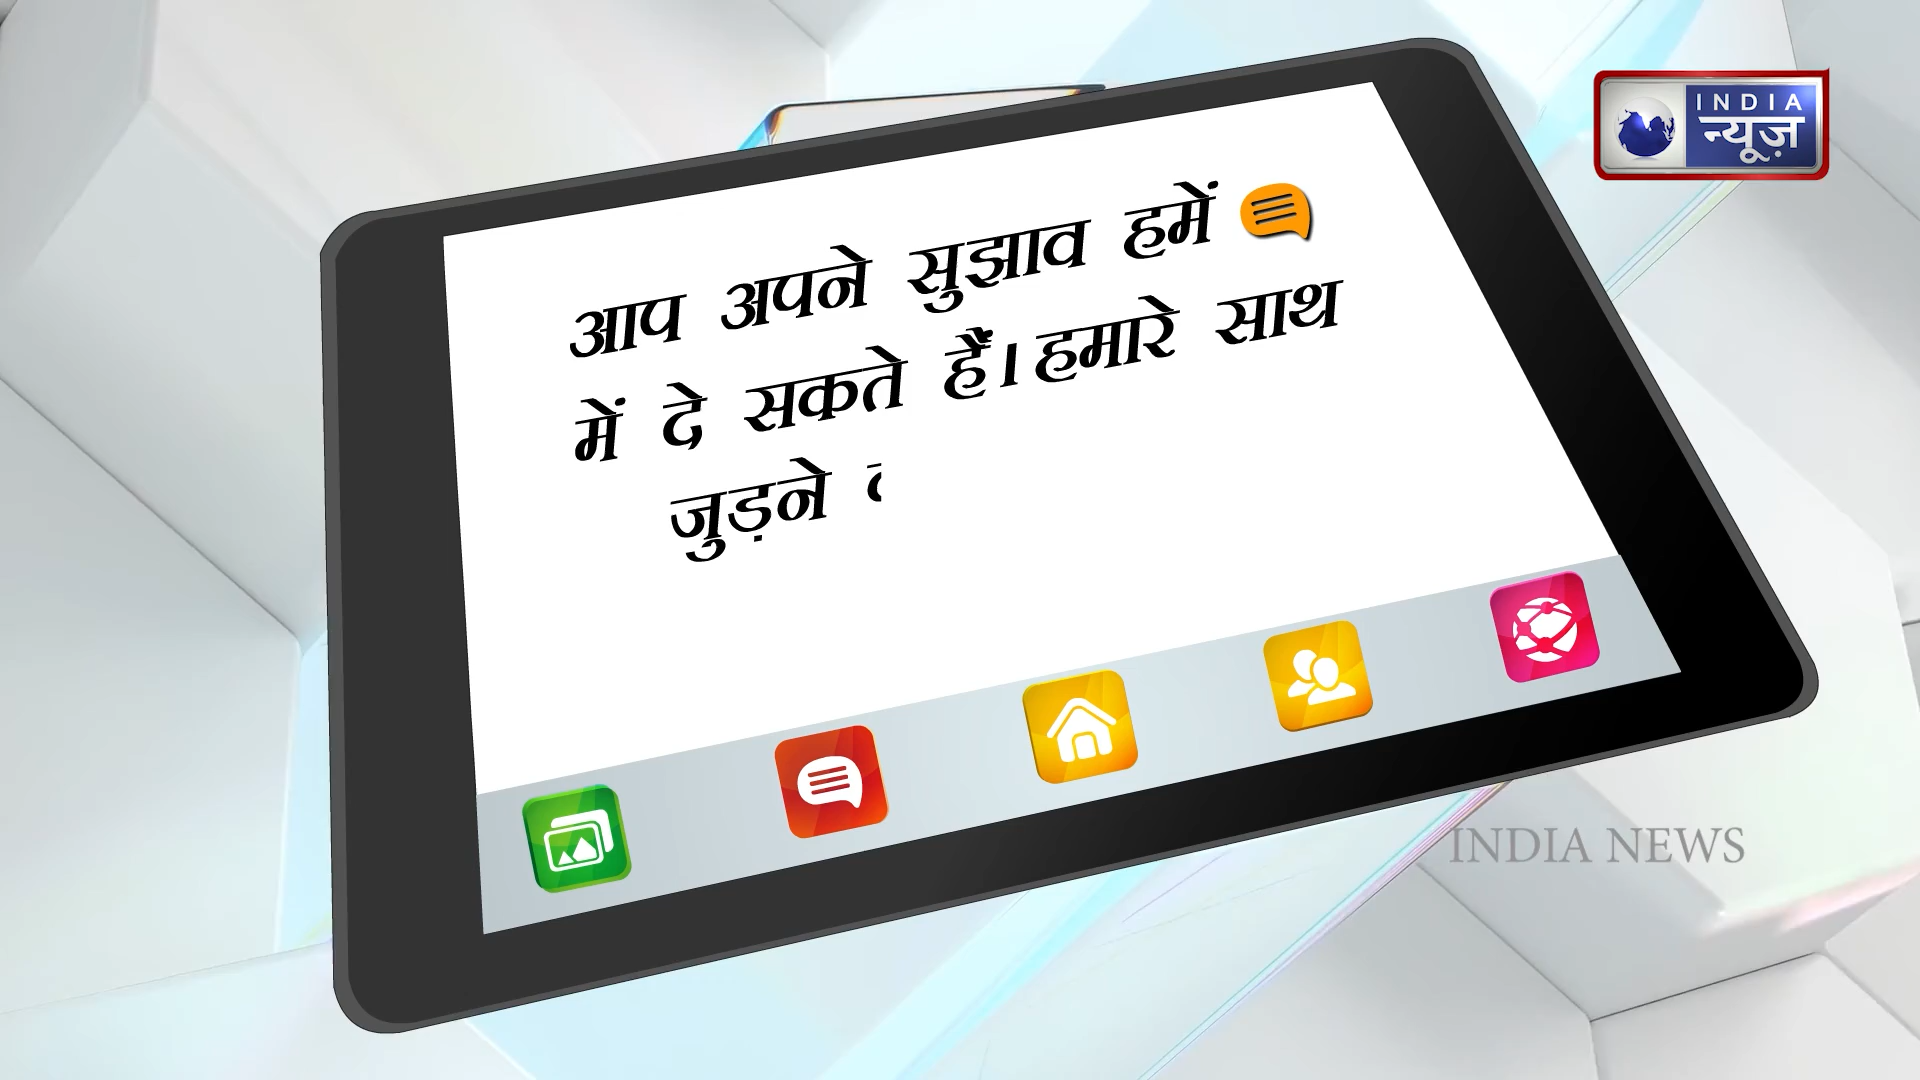 INDIA
न्यूज़
आप अपने सुझाव हमें
में दे सकते हैं। हमारे साथ
जुड़ने
INDIA NEWS